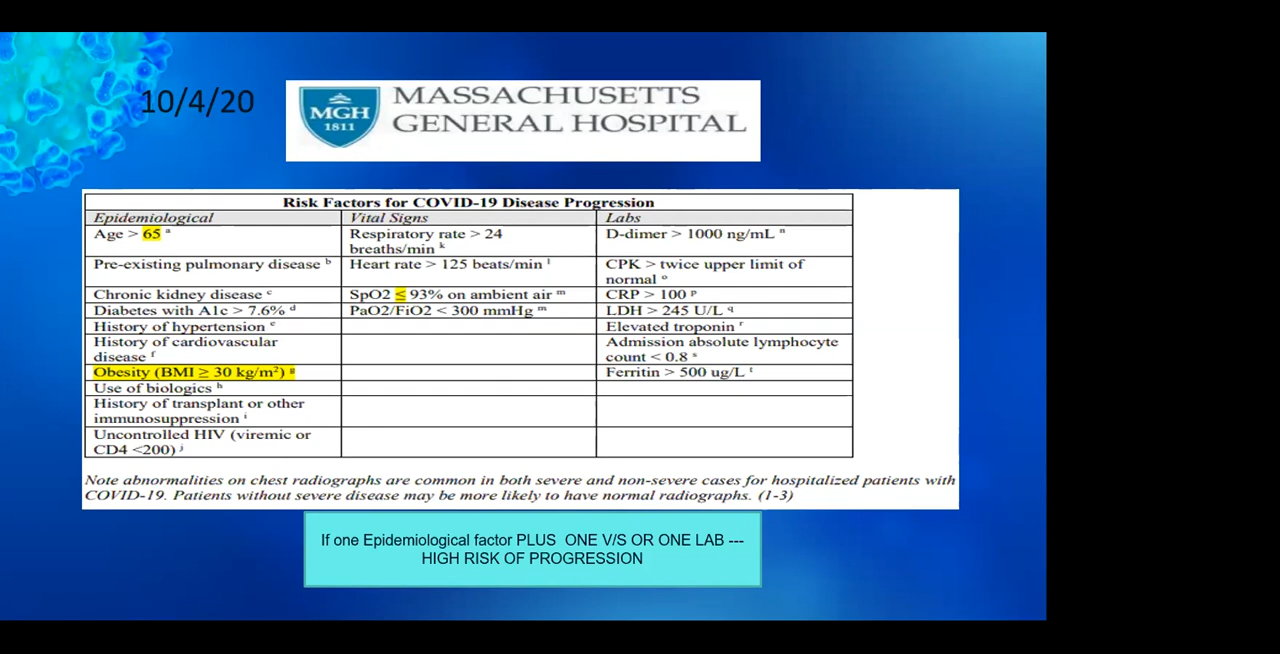 10/4/20
MGH
1811
MASSACHUSETTS
GENERAL HOSPITAL
Risk Factors for COVID-19 Disease Progression
Epidemiological Vital Signs Labs
Age > 65 a
Respiratory rate > 24
breaths/min k
D-dimer > 1000 ng/mL n
Pre-existing pulmonary disease b
Heart rate > 125 beats/min l
CPK > twice upper limit of
normal o
Chronic kidney disease c
SpO2 ≤ 93% on ambient air m
CRP > 100 p
Diabetes with A1c > 7.6% d
PaO2/FiO2 < 300 mmHg m
LDH > 245 U/L q
History of hypertension e
Elevated troponin r
History of cardiovascular
disease f
Admission absolute lymphocyte
count < 0.8 s
Obesity (BMI ≥ 30 kg/m²) g
Ferritin > 500 ug/L t
Use of biologics h
History of transplant or other
immunosuppression i
Uncontrolled HIV (viremic or
CD4 <200) j
Note abnormalities on chest radiographs are common in both severe and non-severe cases for hospitalized patients with
COVID-19. Patients without severe disease may be more likely to have normal radiographs. (1-3)
If one Epidemiological factor PLUS ONE V/S OR ONE LAB ---
HIGH RISK OF PROGRESSION